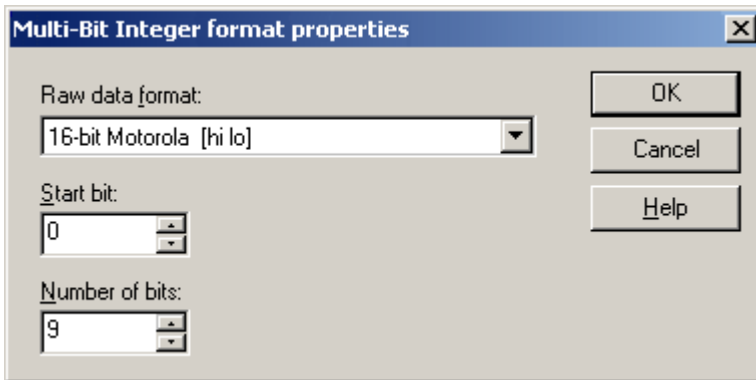 Multi-Bit Integer format properties
Raw data format:
16-bit Motorola  [hi lo]
Start bit:
0
Number of bits:
9
OK
Cancel
Help